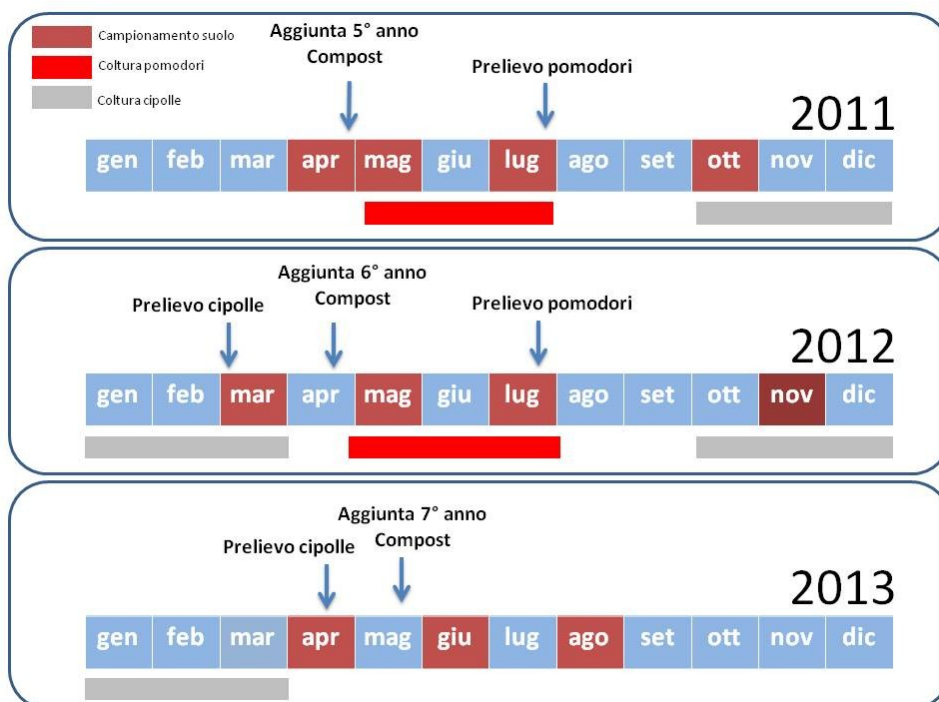 Campionamento suolo
Coltura pomodori
Coltura cipolle
Aggiunta 5° anno
Compost
Prelievo pomodori
2011
gen feb mar apr mag giu lug ago set ott nov dic
Aggiunta 6° anno
Compost
Prelievo cipolle
Prelievo pomodori
2012
gen feb mar apr mag giu lug ago set ott nov dic
Aggiunta 7° anno
Compost
Prelievo cipolle
2013
gen feb mar apr mag giu lug ago set ott nov dic